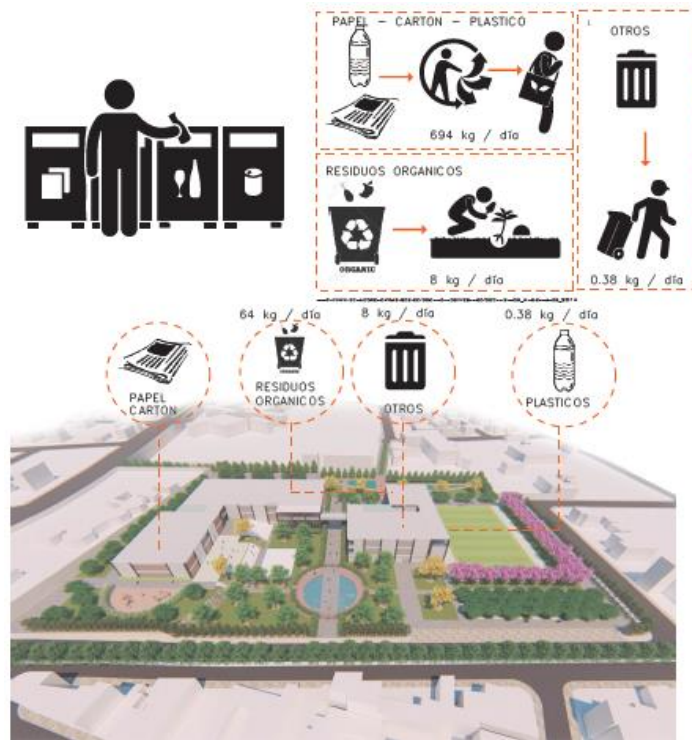 PAPEL - CARTON - PLASTICO
694 kg / día
RESIDUOS ORGANICOS
ORGANIC
8 kg / día
OTROS
0.38 kg / día
64 kg / día
8 kg / día
0.38 kg / día
PAPEL
CARTON
RESIDUOS
ORGANICOS
OTROS
PLASTICOS